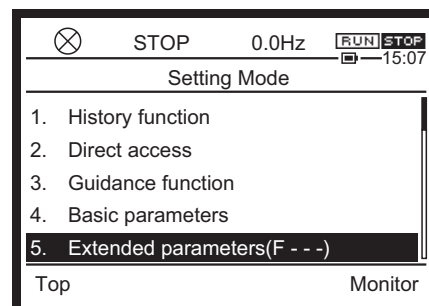 STOP 0.0Hz RUN STOP
15:07
Setting Mode
1. History function
2. Direct access
3. Guidance function
4. Basic parameters
5. Extended parameters(F - - -)
Top Monitor